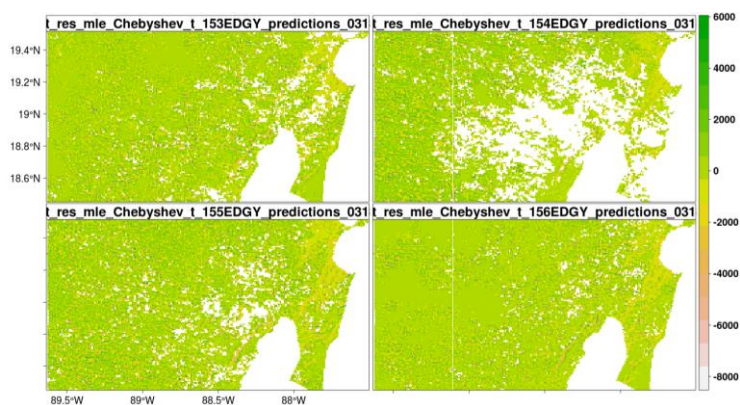 t_res_mle_Chebyshev_t_153EDGY_predictions_031
t_res_mle_Chebyshev_t_154EDGY_predictions_031
19.4°N
19.2°N
19°N
18.8°N
18.6°N
t_res_mle_Chebyshev_t_155EDGY_predictions_031
t_res_mle_Chebyshev_t_156EDGY_predictions_031
89.5°W
89°W
88.5°W
88°W
6000
4000
2000
0
-2000
-4000
-6000
-8000